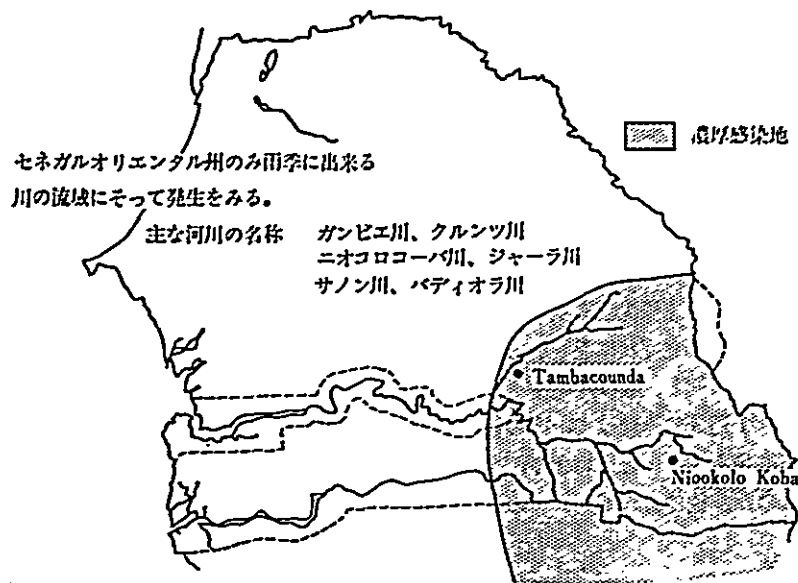 濃厚感染地
セネガルオリエンタル州のみ雨季に出来る
川の流域にそって発生をみる。
主な河川の名称　ガンビエ川、クルンツ川
ニオコロコーバ川、ジャーラ川
サノン川、バディオラ川
Tambacounda
Niookolo Koba